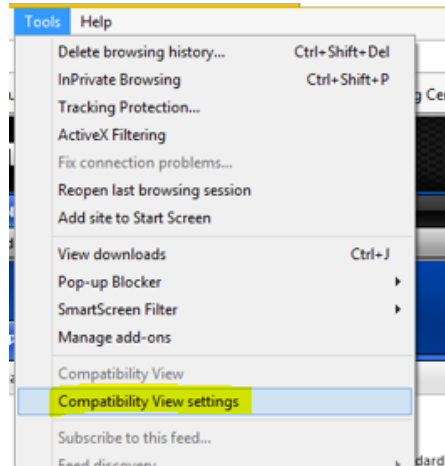 Tools Help
Delete browsing history... Ctrl+Shift+Del
InPrivate Browsing Ctrl+Shift+P
Tracking Protection...
ActiveX Filtering
Fix connection problems...
Reopen last browsing session
Add site to Start Screen
View downloads Ctrl+J
Pop-up Blocker
SmartScreen Filter
Manage add-ons
Compatibility View
Compatibility View settings
Subscribe to this feed...
Feed discovery